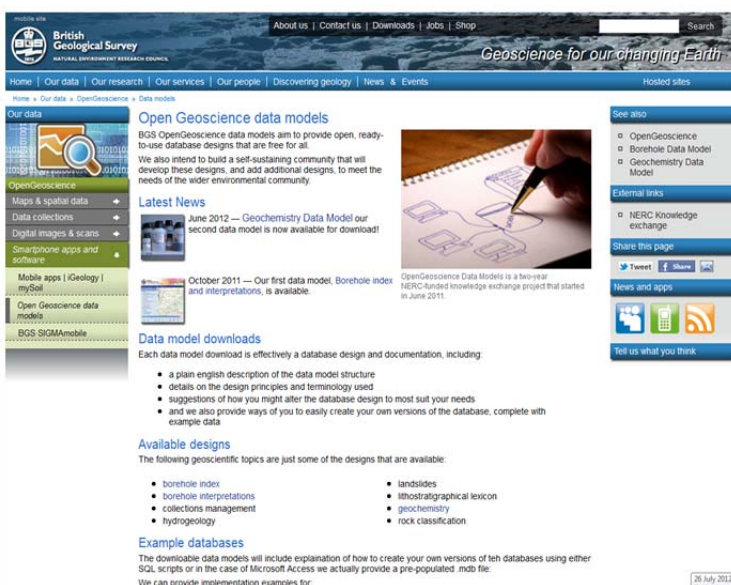 mobile site
About us | Contact us | Downloads | Jobs | Shop
Search
British
Geological Survey
NATURAL ENVIRONMENT RESEARCH COUNCIL
BGS
Geoscience for our changing Earth
Home | Our data | Our research | Our services | Our people | Discovering geology | News & Events
Hosted sites
Home » Our data » OpenGeoscience » Data models
Our data
OpenGeoscience
Maps & spatial data
Data collections
Digital images & scans
Smartphone apps and
software
Mobile apps | iGeology |
mySoil
Open Geoscience data
models
BGS·SIGMAmobile
Open Geoscience data models
BGS OpenGeoscience data models aim to provide open, ready-
to-use database designs that are free for all.
We also intend to build a self-sustaining community that will
develop these designs, and add additional designs, to meet the
needs of the wider environmental community.
Latest News
June 2012 — Geochemistry Data Model our
second data model is now available for download!
October 2011 — Our first data model, Borehole index
and interpretations, is available.
OpenGeoscience Data Models is a two-year
NERC-funded knowledge exchange project that started
in June 2011.
Data model downloads
Each data model download is effectively a database design and documentation, including:
a plain english description of the data model structure
details on the design principles and terminology used
suggestions of how you might alter the database design to most suit your needs
and we also provide ways of you to easily create your own versions of the database, complete with
example data
Available designs
The following geoscientific topics are just some of the designs that are available:
borehole index
borehole interpretations
collections management
hydrogeology
landslides
lithostratigraphical lexicon
geochemistry
rock classification
Example databases
The downloable data models will include explaination of how to create your own versions of teh databases using either
SQL scripts or in the case of Microsoft Access we actually provide a pre-populated .mdb file:
We can provide implementation examples for:
See also
OpenGeoscience
Borehole Data Model
Geochemistry Data
Model
External links
NERC Knowledge
exchange
Share this page
Tweet
Share
News and apps
Tell us what you think
26 July 2012